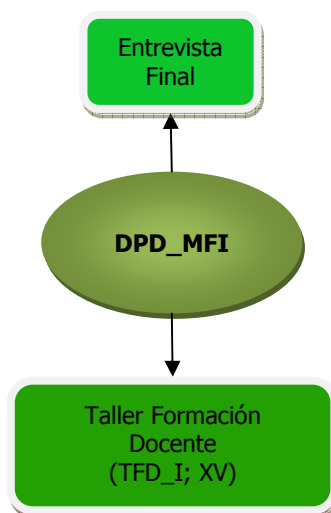 Entrevista
Final
DPD_MFI
Taller Formación
Docente
(TFD_I; XV)